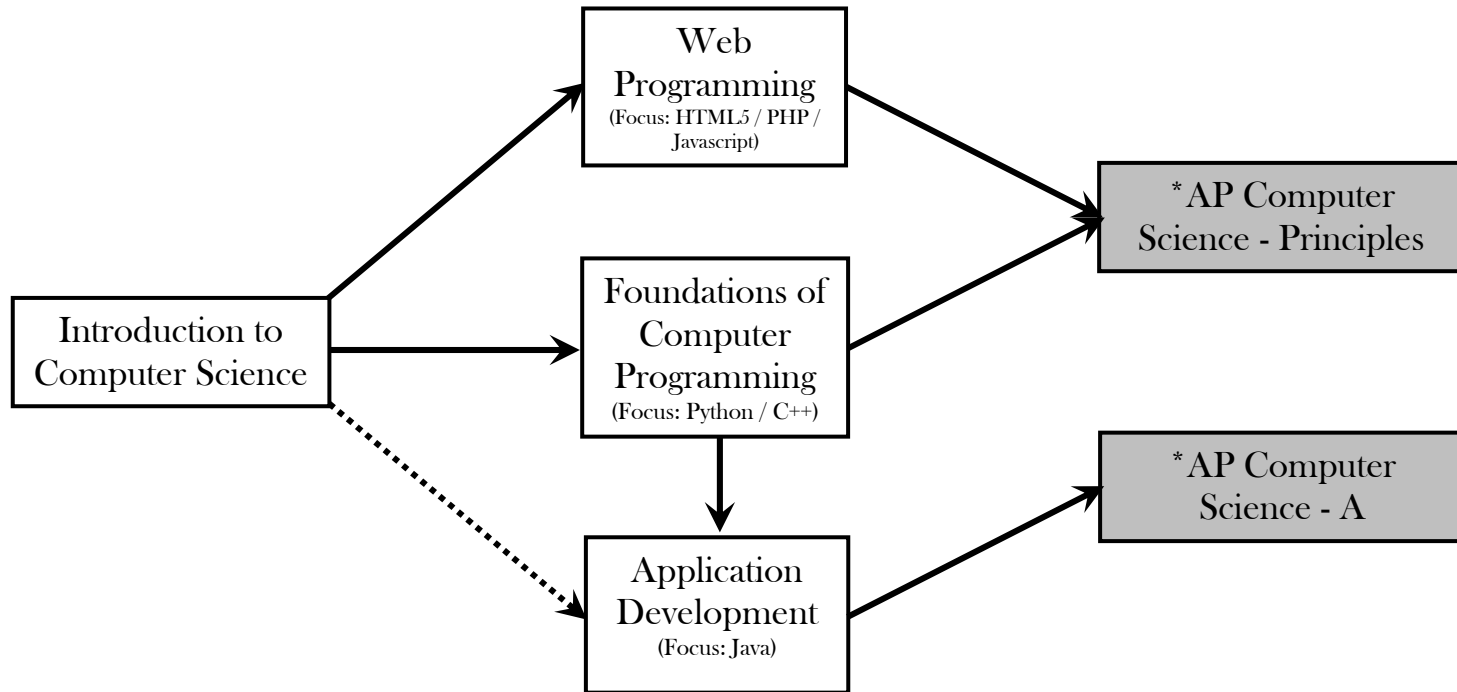 Web
Programming
(Focus: HTML5 / PHP /
Javascript)
*AP Computer
Science - Principles
Introduction to
Computer Science
Foundations of
Computer
Programming
(Focus: Python / C++)
*AP Computer
Science - A
Application
Development
(Focus: Java)